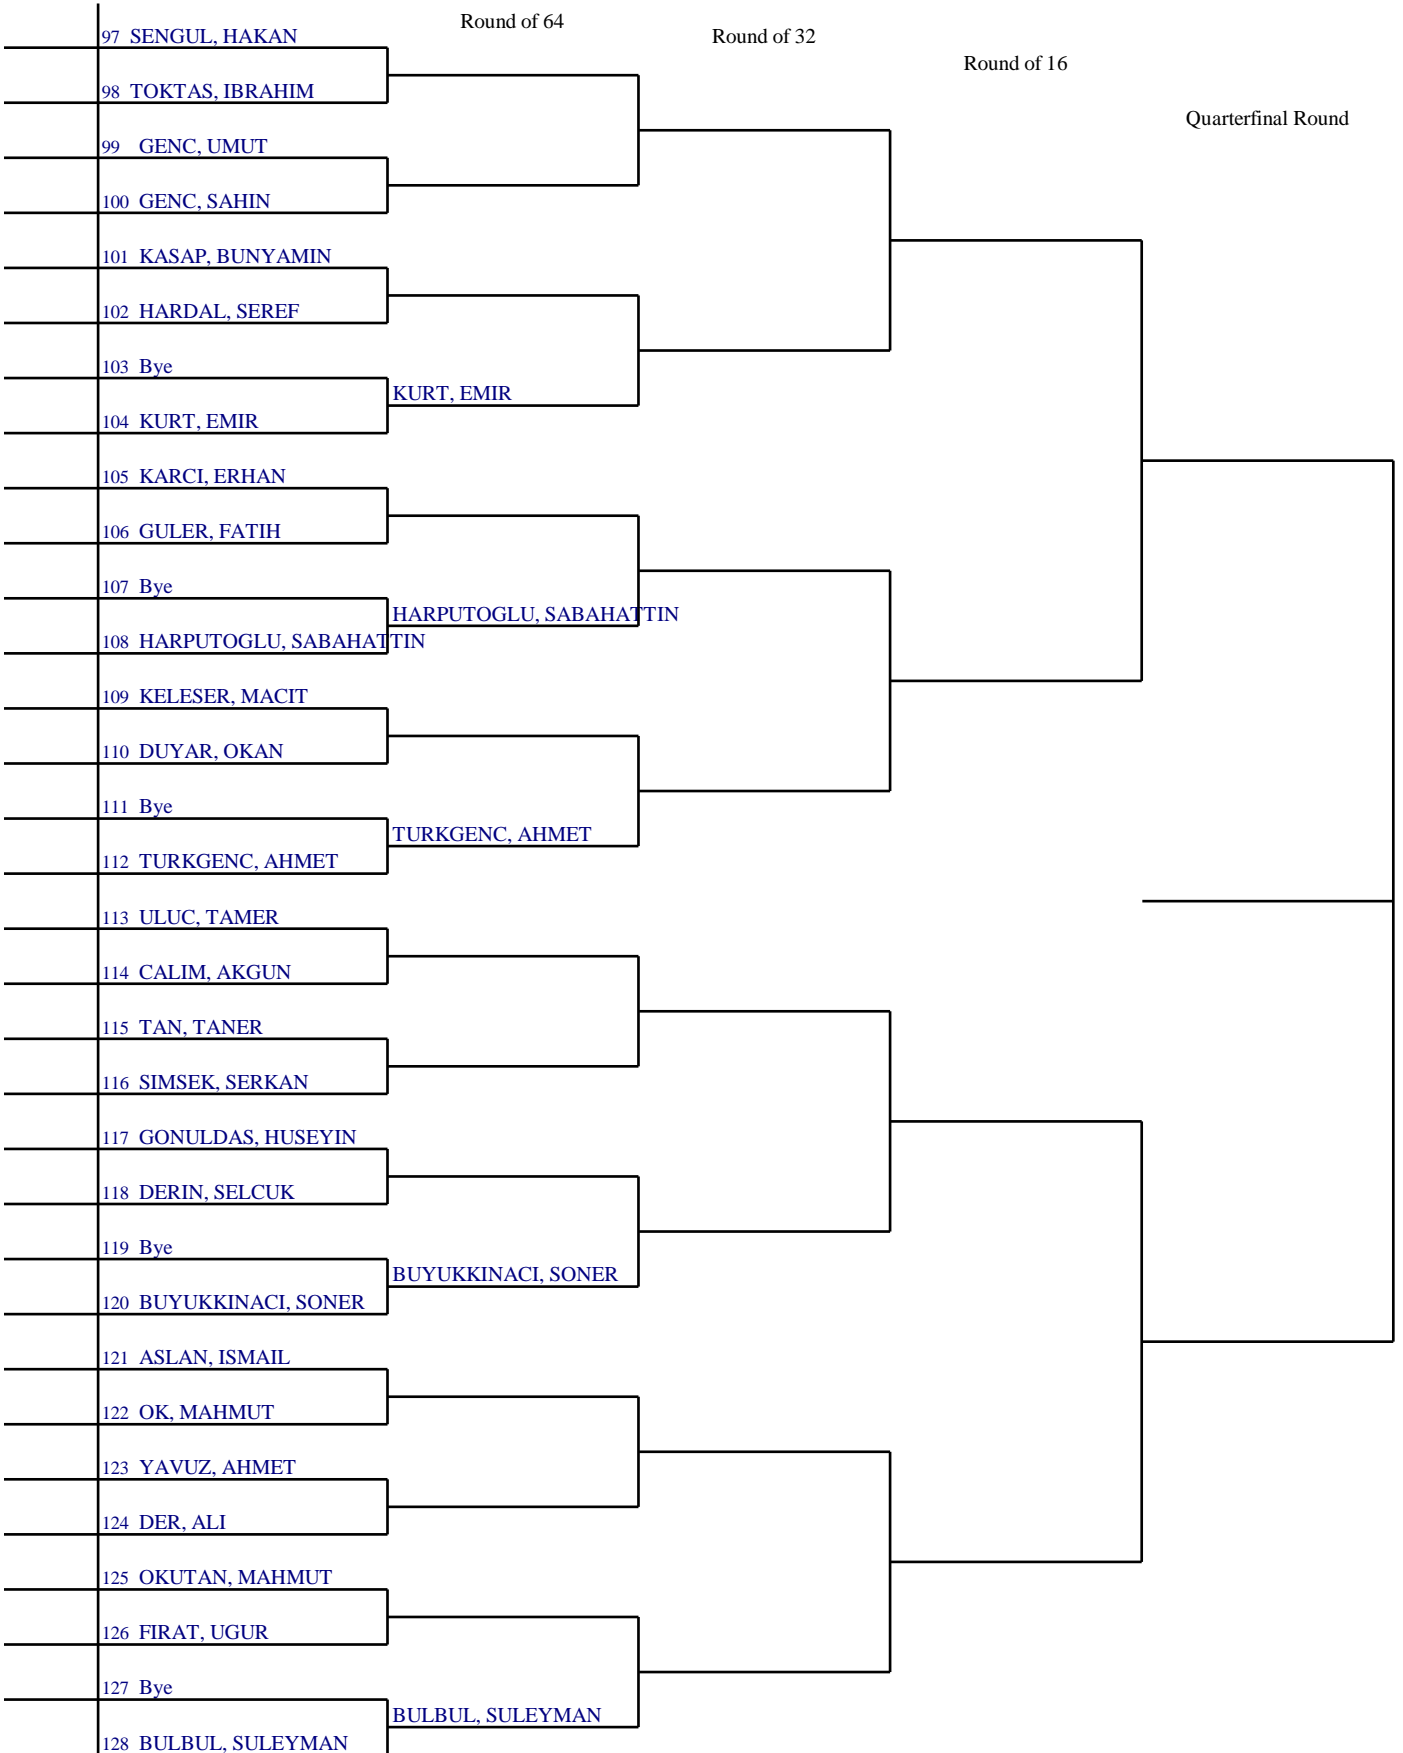 Round of 64
Round of 32
Round of 16
Quarterfinal Round
97 SENGUL, HAKAN
98 TOKTAS, IBRAHIM
99 GENC, UMUT
100 GENC, SAHIN
101 KASAP, BUNYAMIN
102 HARDAL, SEREF
103 Bye
KURT, EMIR
104 KURT, EMIR
105 KARCI, ERHAN
106 GULER, FATIH
107 Bye
HARPUTOGLU, SABAHATTIN
108 HARPUTOGLU, SABAHATTIN
109 KELESER, MACIT
110 DUYAR, OKAN
111 Bye
TURKGENC, AHMET
112 TURKGENC, AHMET
113 ULUC, TAMER
114 CALIM, AKGUN
115 TAN, TANER
116 SIMSEK, SERKAN
117 GONULDAS, HUSEYIN
118 DERIN, SELCUK
119 Bye
BUYUKKINACI, SONER
120 BUYUKKINACI, SONER
121 ASLAN, ISMAIL
122 OK, MAHMUT
123 YAVUZ, AHMET
124 DER, ALI
125 OKUTAN, MAHMUT
126 FIRAT, UGUR
127 Bye
BULBUL, SULEYMAN
128 BULBUL, SULEYMAN